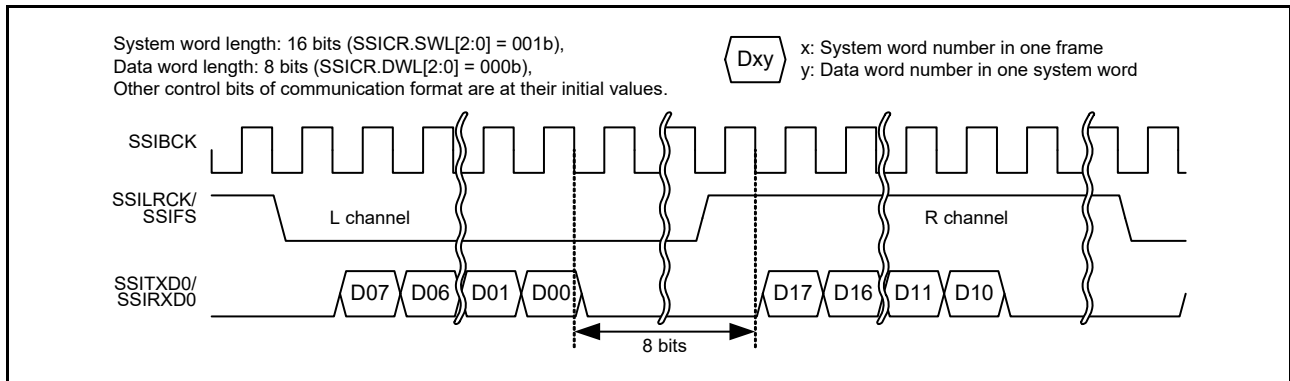 System word length: 16 bits (SSICR.SWL[2:0] = 001b),
Data word length: 8 bits (SSICR.DWL[2:0] = 000b),
Other control bits of communication format are at their initial values.
Dxy
x: System word number in one frame
y: Data word number in one system word
SSIBCK
SSILRCK/
SSIFS
L channel
R channel
SSITXD0/
SSIRXD0
D07 D06 D01 D00 D17 D16 D11 D10
8 bits